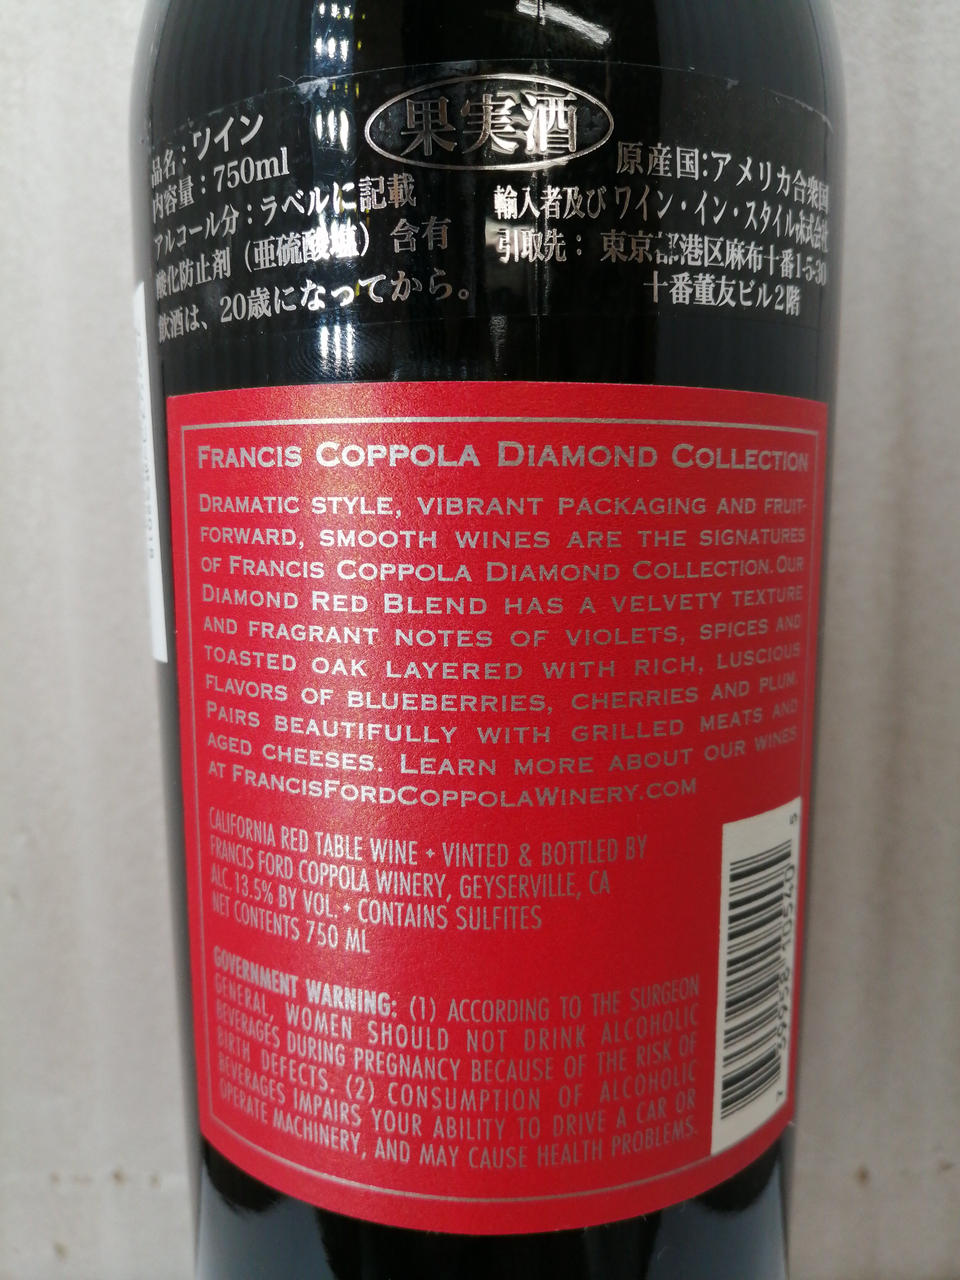 果実酒
品名：ワイン
内容量：750ml
アルコール分：ラベルに記載
酸化防止剤（亜硫酸塩）含有
飲酒は、20歳になってから。
原産国：アメリカ合衆国
輸入者及び ワイン・イン・スタイル株式会社
引取先： 東京都港区麻布十番1-5-30
十番董友ビル2階
FRANCIS COPPOLA DIAMOND COLLECTION
DRAMATIC STYLE, VIBRANT PACKAGING AND FRUIT-
FORWARD, SMOOTH WINES ARE THE SIGNATURES
OF FRANCIS COPPOLA DIAMOND COLLECTION. OUR
DIAMOND RED BLEND HAS A VELVETY TEXTURE
AND FRAGRANT NOTES OF VIOLETS, SPICES AND
TOASTED OAK LAYERED WITH RICH, LUSCIOUS
FLAVORS OF BLUEBERRIES, CHERRIES AND PLUM.
PAIRS BEAUTIFULLY WITH GRILLED MEATS AND
AGED CHEESES. LEARN MORE ABOUT OUR WINES
AT FRANCISFORDCOPPOLAWINERY.COM
CALIFORNIA RED TABLE WINE • VINTED & BOTTLED BY
FRANCIS FORD COPPOLA WINERY, GEYSERVILLE, CA
ALC. 13.5% BY VOL. • CONTAINS SULFITES
NET CONTENTS 750 ML
GOVERNMENT WARNING: (1) ACCORDING TO THE SURGEON
GENERAL, WOMEN SHOULD NOT DRINK ALCOHOLIC
BEVERAGES DURING PREGNANCY BECAUSE OF THE RISK OF
BIRTH DEFECTS. (2) CONSUMPTION OF ALCOHOLIC
BEVERAGES IMPAIRS YOUR ABILITY TO DRIVE A CAR OR
OPERATE MACHINERY, AND MAY CAUSE HEALTH PROBLEMS.
7 39958 10540 5